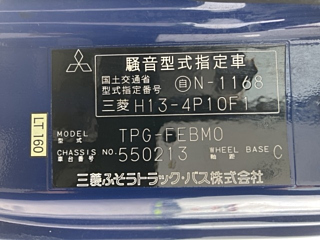 騒音型式指定車
国土交通省
型式指定番号 自N-1168
三菱 H13-4P10F1
LT160
MODEL
型式 TPG-FEBM0
CHASSIS NO. 550213 WHEEL BASE C
車台番号 軸距
三菱ふそうトラック・バス株式会社